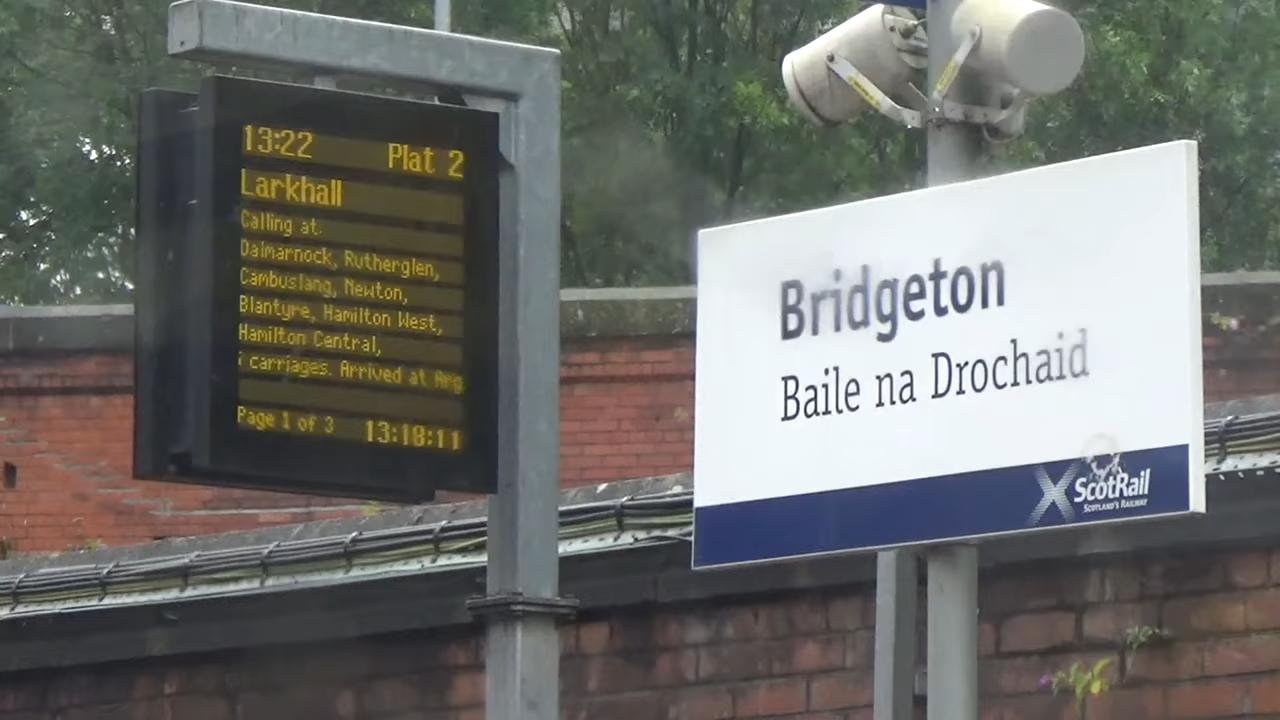 13:22 Plat 2
Larkhall
Calling at:
Dalmarnock, Rutherglen,
Cambuslang, Newton,
Blantyre, Hamilton West,
Hamilton Central,
carriages. Arrived at Arg
Page 1 of 3 13:18:11
Bridgeton
Baile na Drochaid
ScotRail
SCOTLAND'S RAILWAY